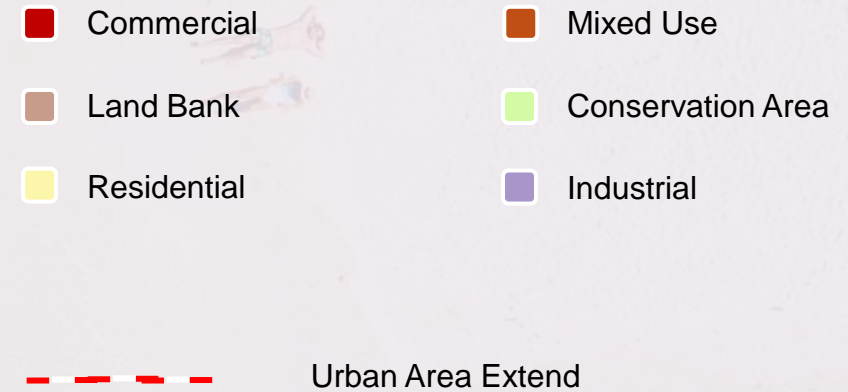 Commercial
Mixed Use
Land Bank
Conservation Area
Residential
Industrial
Urban Area Extend